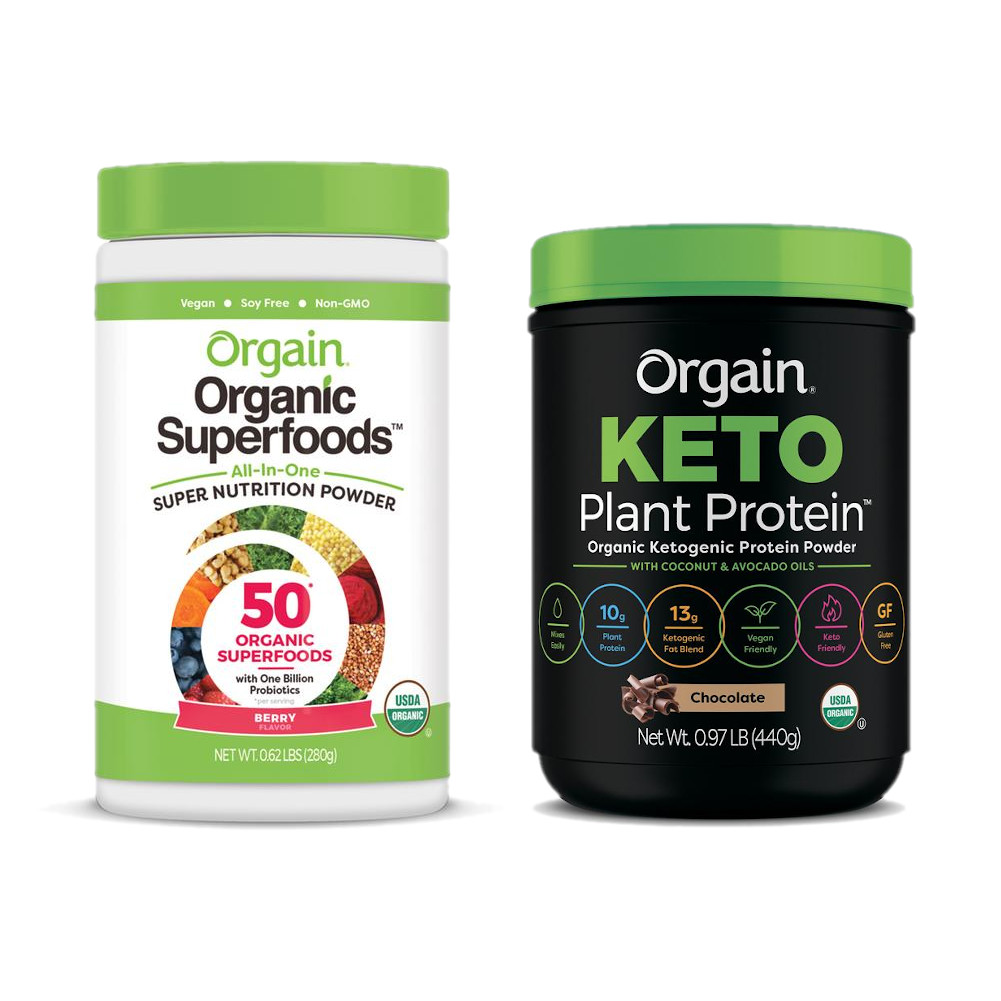 Vegan • Soy Free • Non-GMO
Orgain®
Organic
Superfoods™
All-In-One
SUPER NUTRITION POWDER
50*
ORGANIC
SUPERFOODS
with One Billion
Probiotics
*per serving
BERRY
FLAVOR
USDA
ORGANIC
U
NET WT. 0.62 LBS (280g)
Orgain®
KETO
Plant Protein™
Organic Ketogenic Protein Powder
WITH COCONUT & AVOCADO OILS
Mixes
Easily
10g
Plant
Protein
13g
Ketogenic
Fat Blend
Vegan
Friendly
Keto
Friendly
GF
Gluten
Free
Chocolate
USDA
ORGANIC
U
Net Wt. 0.97 LB (440g)